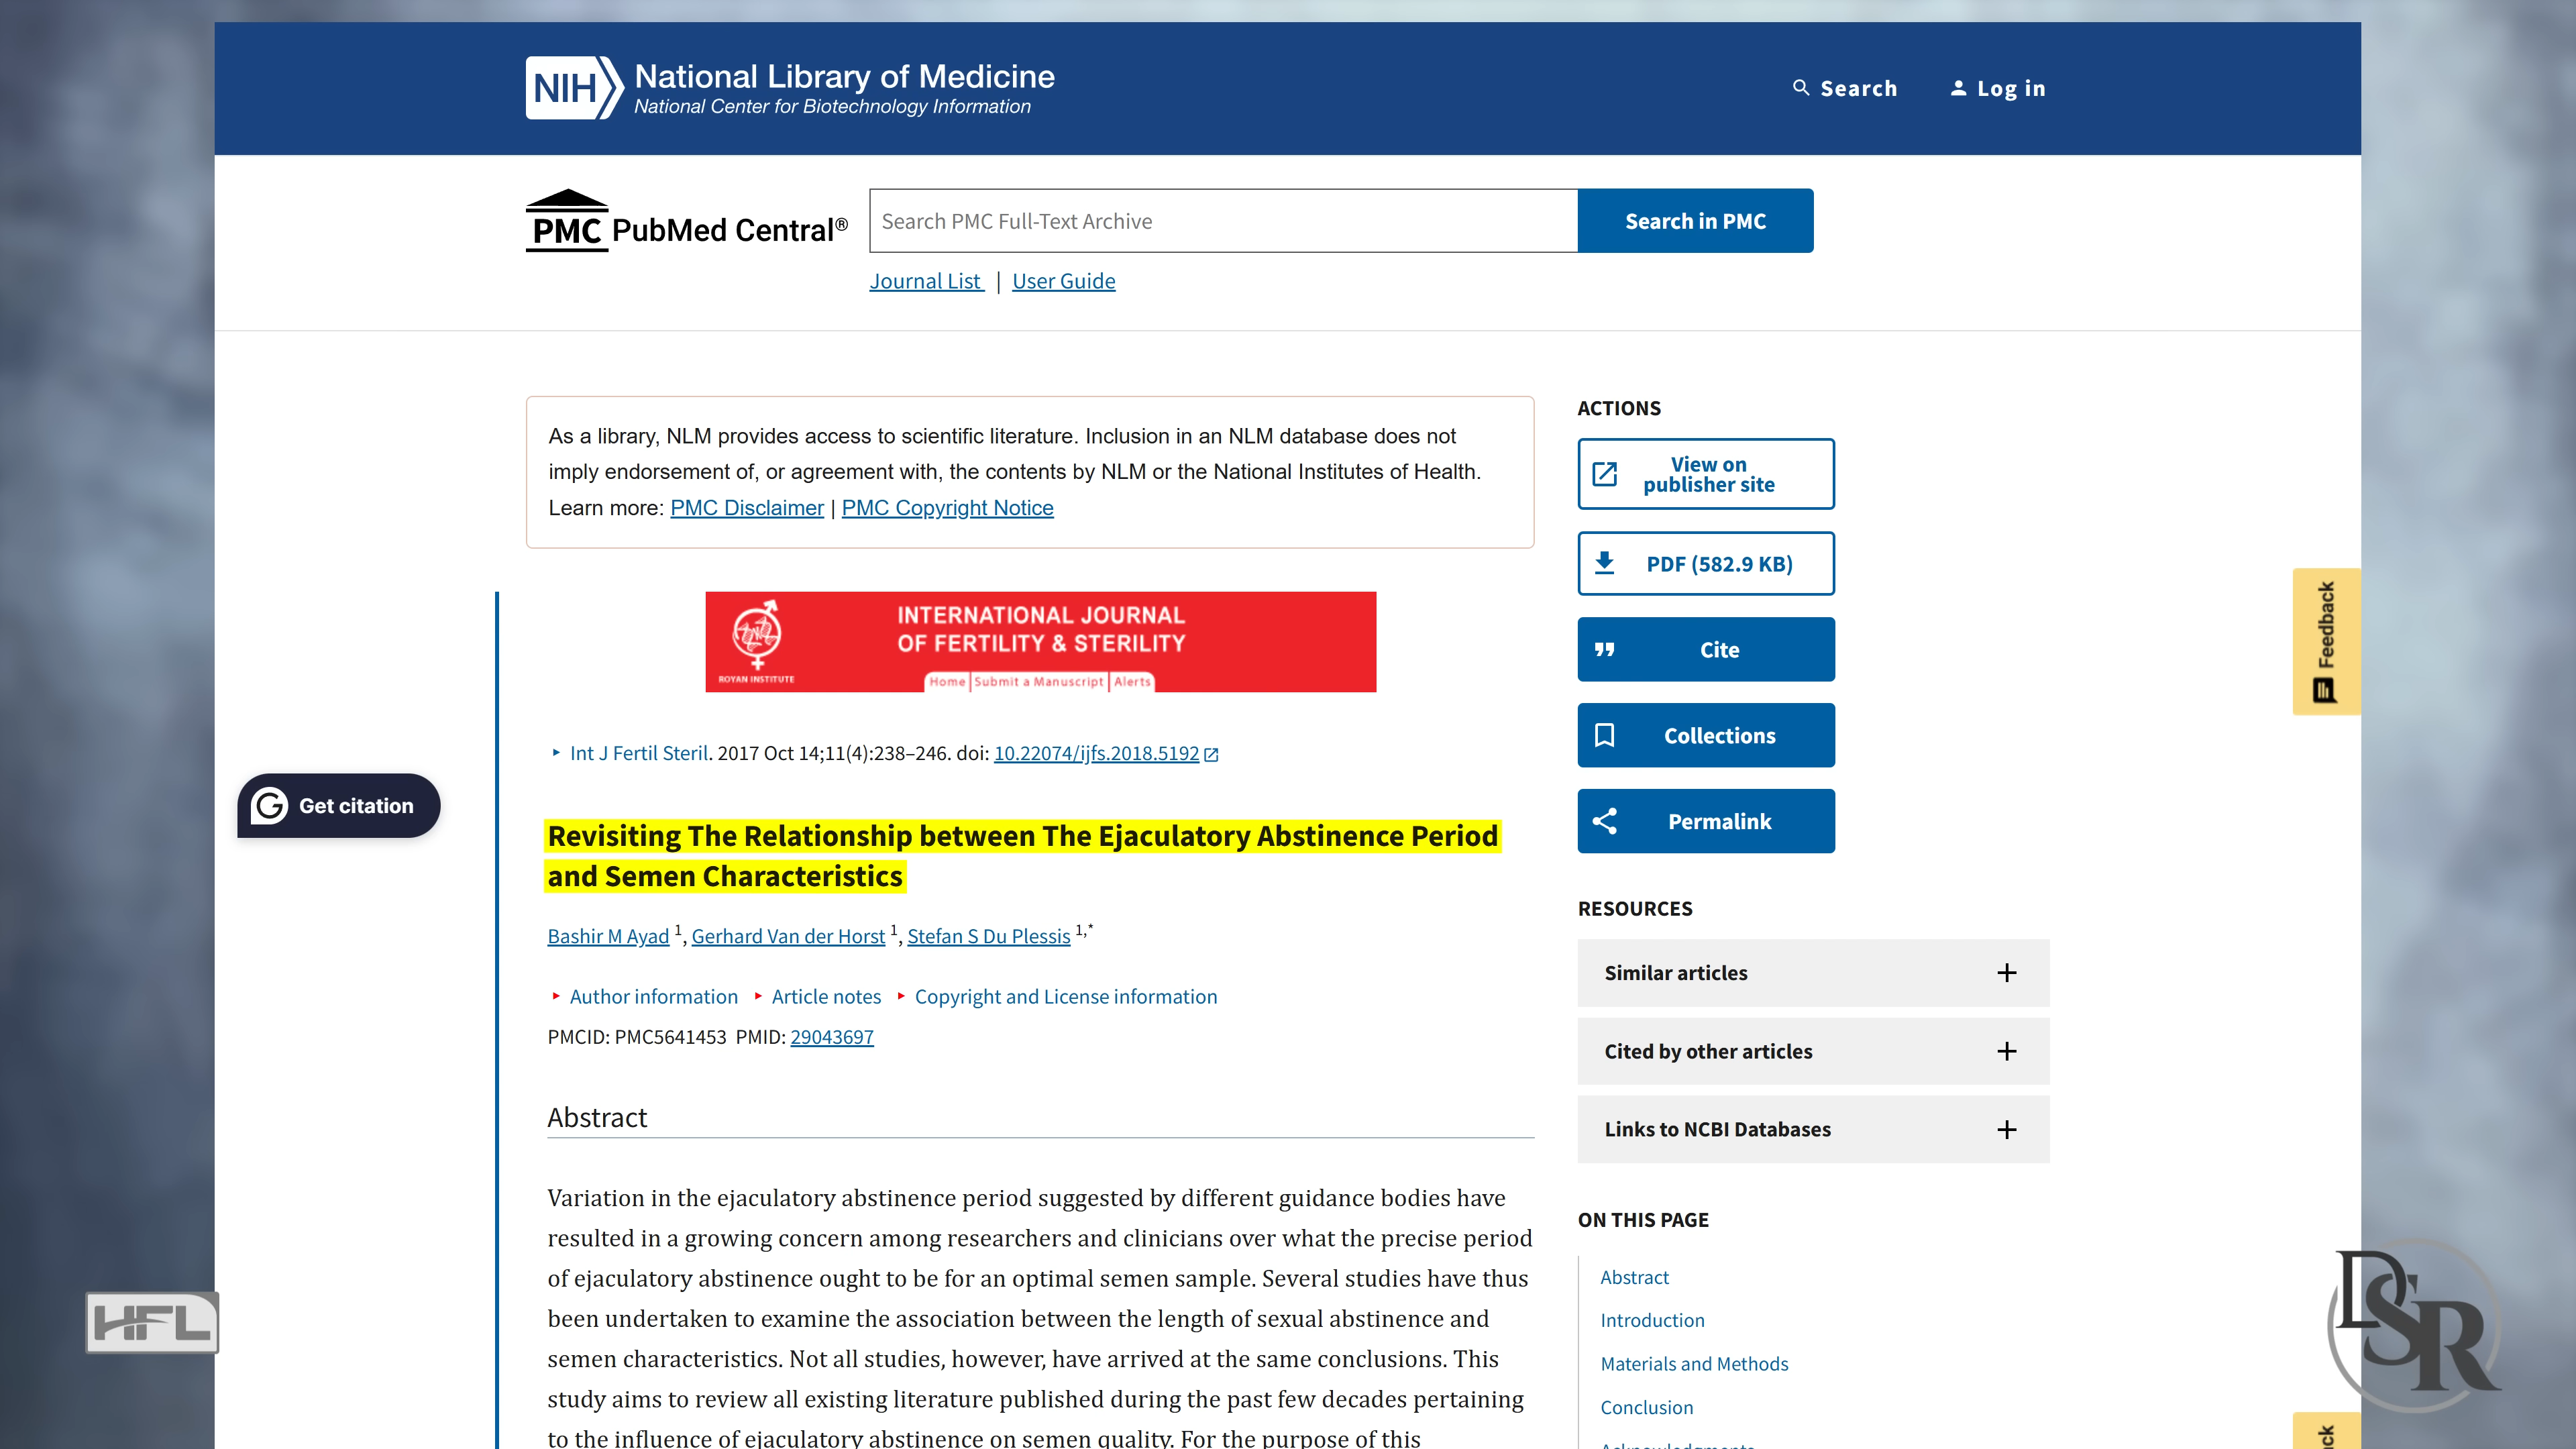 NIH National Library of Medicine
National Center for Biotechnology Information
Search
Log in
PMC PubMed Central®
Search PMC Full-Text Archive
Search in PMC
Journal List | User Guide
As a library, NLM provides access to scientific literature. Inclusion in an NLM database does not
imply endorsement of, or agreement with, the contents by NLM or the National Institutes of Health.
Learn more: PMC Disclaimer | PMC Copyright Notice
ROYAN INSTITUTE
INTERNATIONAL JOURNAL
OF FERTILITY & STERILITY
Home | Submit a Manuscript | Alerts
Int J Fertil Steril. 2017 Oct 14;11(4):238–246. doi: 10.22074/ijfs.2018.5192
Get citation
Revisiting The Relationship between The Ejaculatory Abstinence Period
and Semen Characteristics
Bashir M Ayad 1, Gerhard Van der Horst 1, Stefan S Du Plessis 1,*
Author information Article notes Copyright and License information
PMCID: PMC5641453 PMID: 29043697
Abstract
Variation in the ejaculatory abstinence period suggested by different guidance bodies have
resulted in a growing concern among researchers and clinicians over what the precise period
of ejaculatory abstinence ought to be for an optimal semen sample. Several studies have thus
been undertaken to examine the association between the length of sexual abstinence and
semen characteristics. Not all studies, however, have arrived at the same conclusions. This
study aims to review all existing literature published during the past few decades pertaining
to the influence of ejaculatory abstinence on semen quality. For the purpose of this
ACTIONS
View on
publisher site
PDF (582.9 KB)
Cite
Collections
Permalink
RESOURCES
Similar articles
Cited by other articles
Links to NCBI Databases
ON THIS PAGE
Abstract
Introduction
Materials and Methods
Conclusion
Acknowledgments
Feedback
ck
HFL
DSR